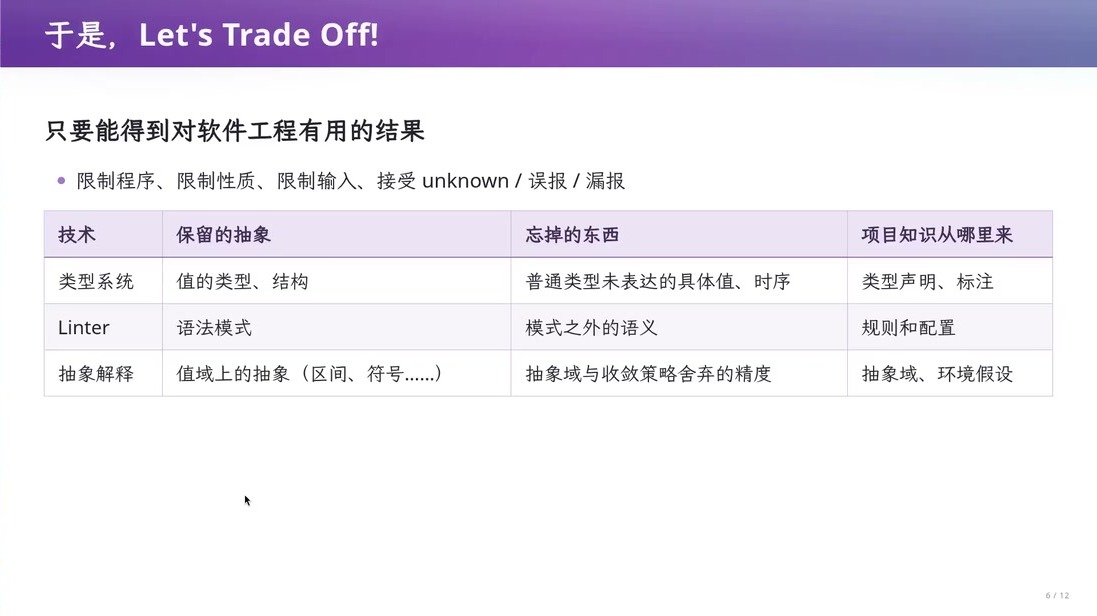 于是，Let's Trade Off!
只要能得到对软件工程有用的结果
限制程序、限制性质、限制输入、接受 unknown / 误报 / 漏报
技术 保留的抽象 忘掉的东西 项目知识从哪里来
类型系统 值的类型、结构 普通类型未表达的具体值、时序 类型声明、标注
Linter 语法模式 模式之外的语义 规则和配置
抽象解释 值域上的抽象（区间、符号……） 抽象域与收敛策略舍弃的精度 抽象域、环境假设
6 / 12